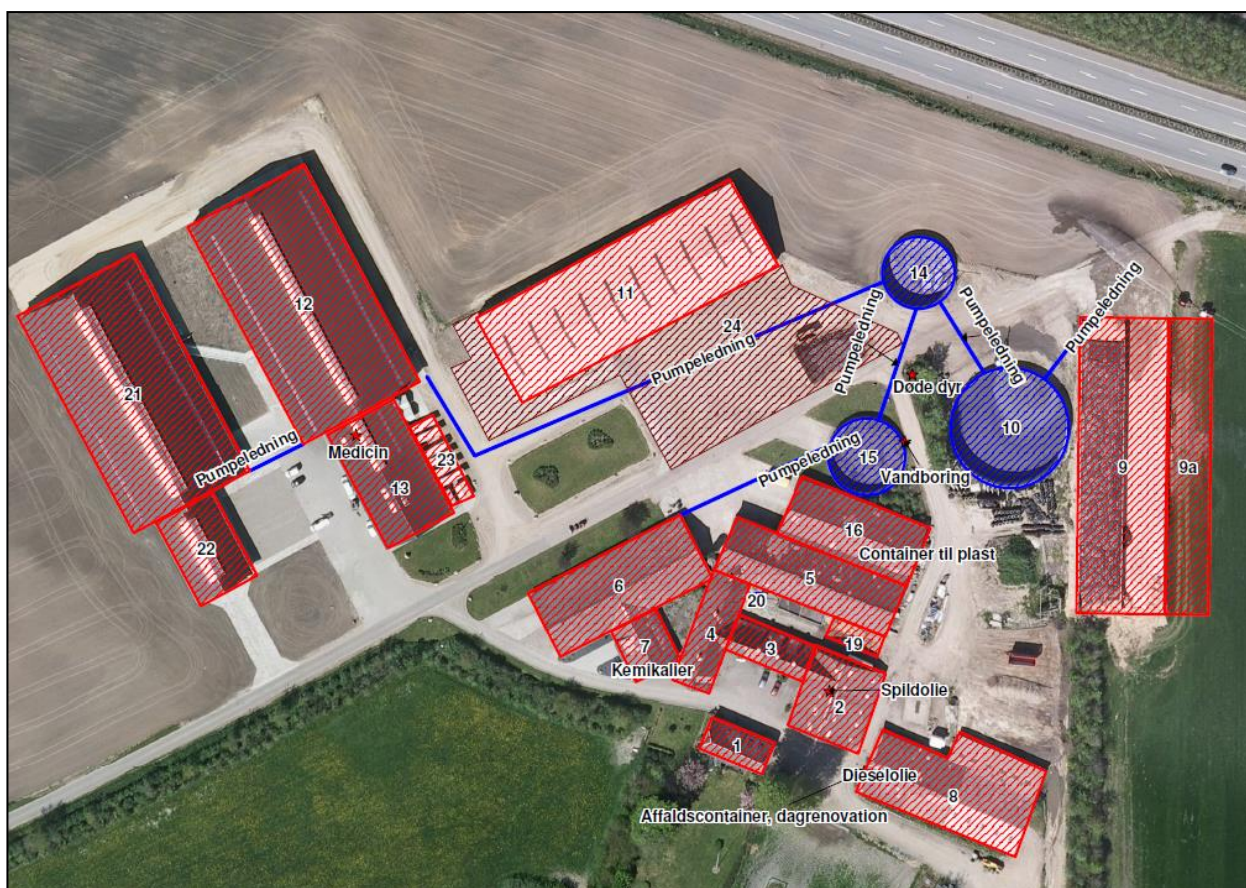 14
11
12
24
Pumpeledning
Pumpeledning
Pumpeledning
Pumpeledning
Døde dyr
21
10
9
9a
Medicin
23
15
Pumpeledning
Vandboring
Pumpeledning
13
16
22
Container til plast
5
6
20
4
7
3
19
Kemikalier
Spildolie
2
1
Dieselolie
8
Affaldscontainer, dagrenovation